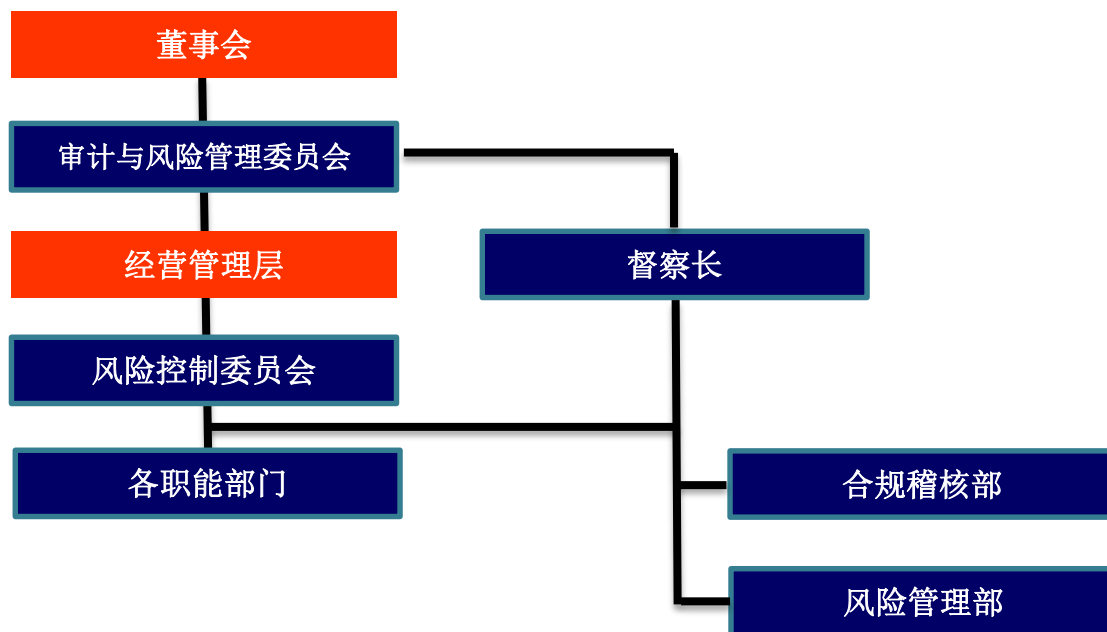 董事会
审计与风险管理委员会
经营管理层
督察长
风险控制委员会
各职能部门
合规稽核部
风险管理部